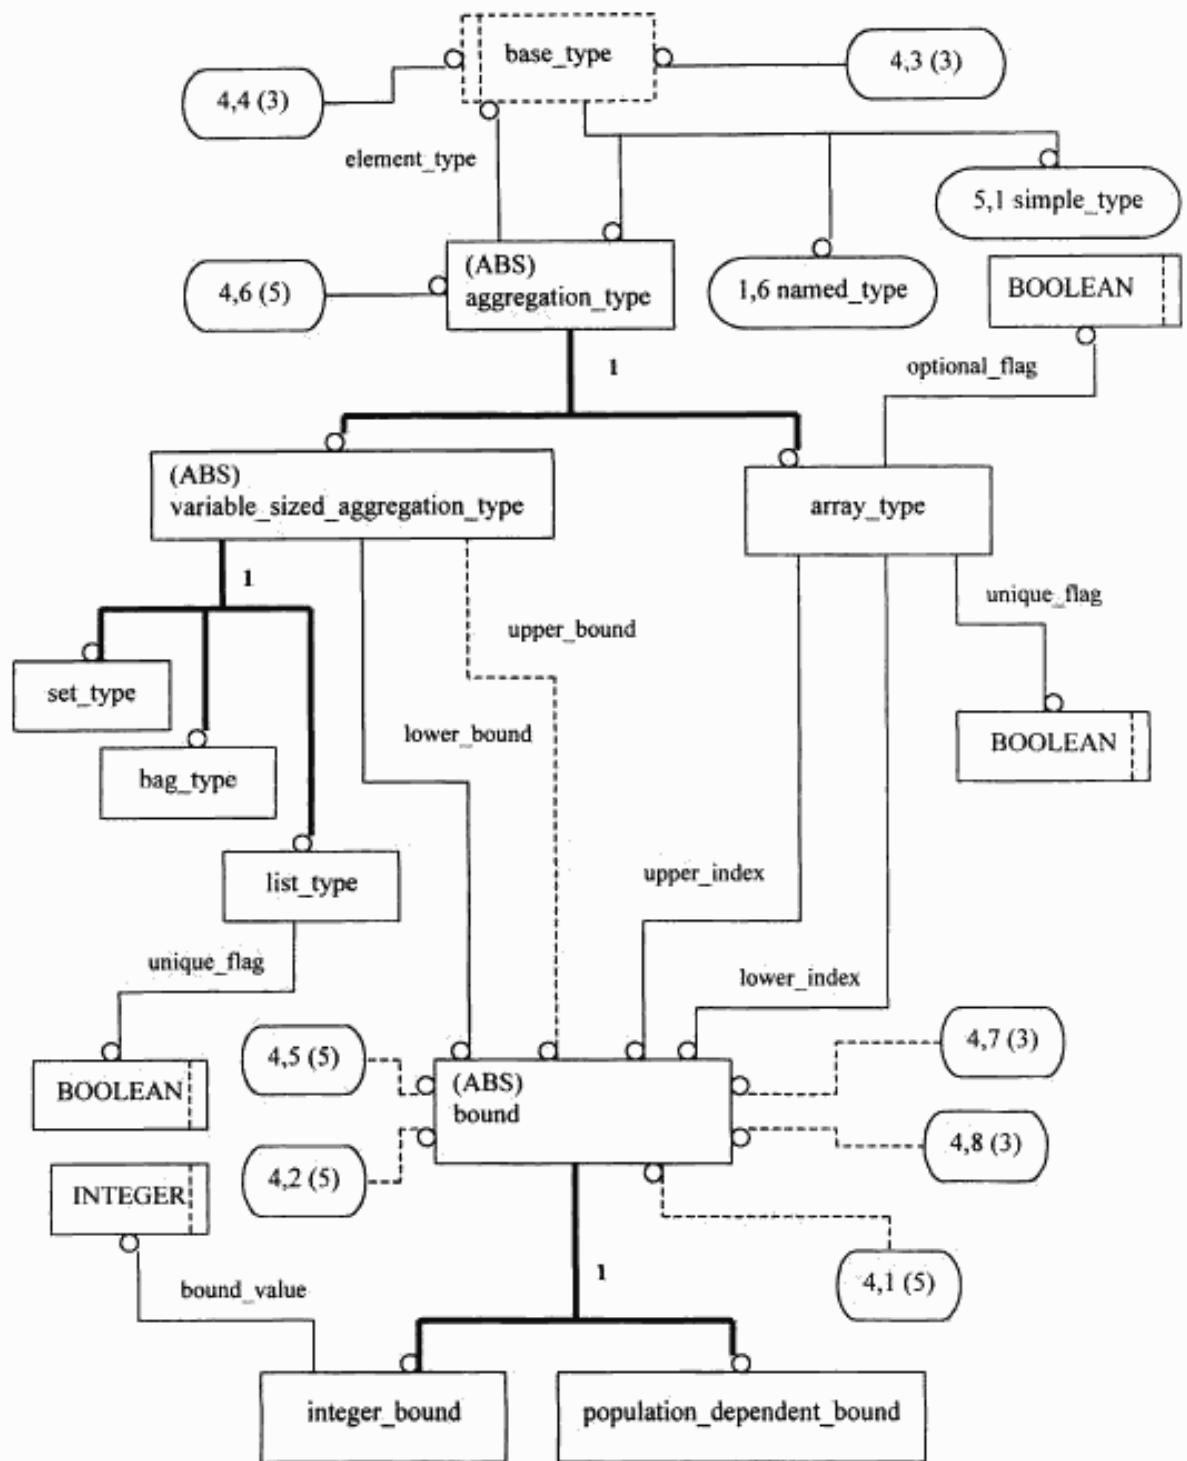 base_type
4,3 (3)
4,4 (3)
element_type
5,1 simple_type
(ABS)
aggregation_type
4,6 (5)
1,6 named_type
BOOLEAN
1
optional_flag
(ABS)
variable_sized_aggregation_type
array_type
1
unique_flag
upper_bound
set_type
lower_bound
BOOLEAN
bag_type
upper_index
list_type
unique_flag
lower_index
4,5 (5)
4,7 (3)
BOOLEAN
(ABS)
bound
4,8 (3)
4,2 (5)
INTEGER
1
4,1 (5)
bound_value
integer_bound
population_dependent_bound